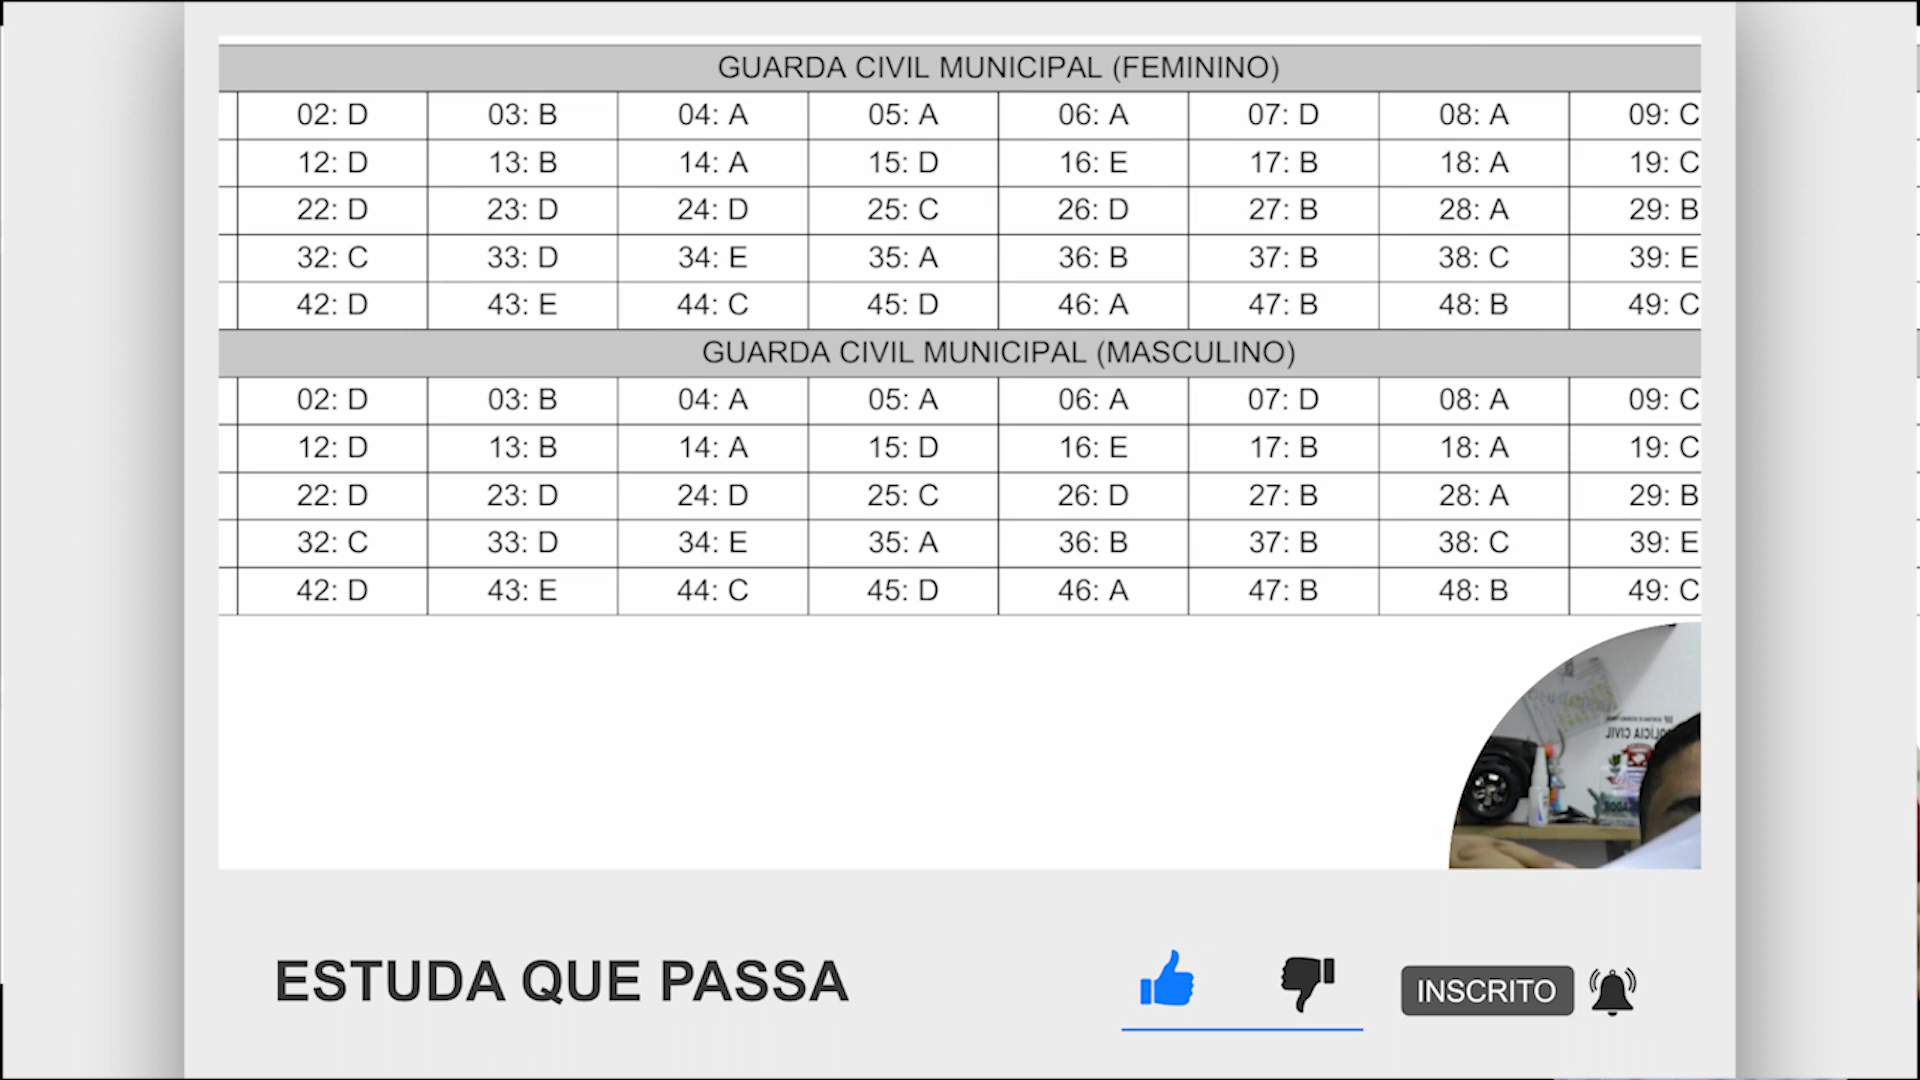 GUARDA CIVIL MUNICIPAL (FEMININO)
02: D 03: B 04: A 05: A 06: A 07: D 08: A 09: C
12: D 13: B 14: A 15: D 16: E 17: B 18: A 19: C
22: D 23: D 24: D 25: C 26: D 27: B 28: A 29: B
32: C 33: D 34: E 35: A 36: B 37: B 38: C 39: E
42: D 43: E 44: C 45: D 46: A 47: B 48: B 49: C
GUARDA CIVIL MUNICIPAL (MASCULINO)
02: D 03: B 04: A 05: A 06: A 07: D 08: A 09: C
12: D 13: B 14: A 15: D 16: E 17: B 18: A 19: C
22: D 23: D 24: D 25: C 26: D 27: B 28: A 29: B
32: C 33: D 34: E 35: A 36: B 37: B 38: C 39: E
42: D 43: E 44: C 45: D 46: A 47: B 48: B 49: C
POLÍCIA CIVIL
ESTUDA QUE PASSA
INSCRITO